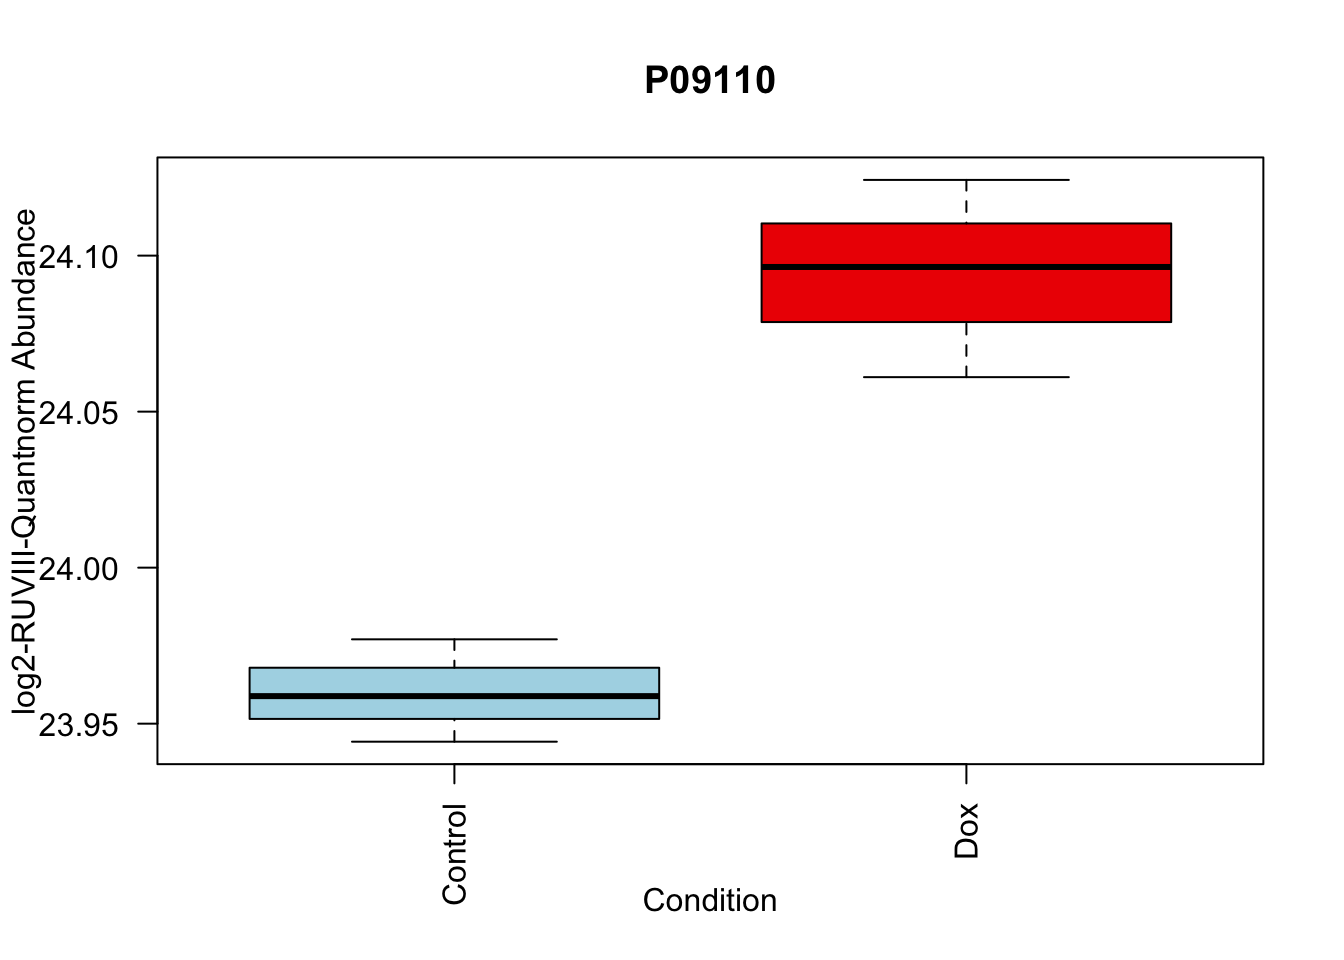 P09110
log2-RUVIII-Quantnorm Abundance
24.10
24.05
24.00
23.95
Control
Dox
Condition